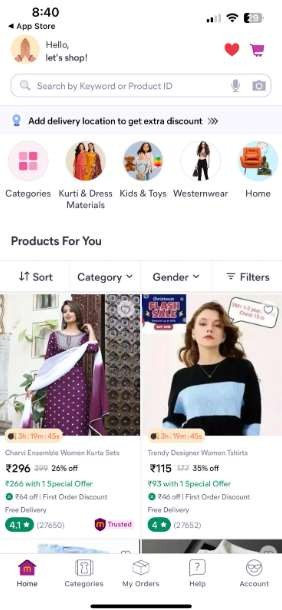 8:40
29
◀ App Store
Hello,
let's shop!
Search by Keyword or Product ID
Add delivery location to get extra discount
Categories
Kurti & Dress
Materials
Kids & Toys
Westernwear
Home
Products For You
Sort
Category
Gender
Filters
FLASH
SALE
2h : 19m : 45s
2h : 19m : 45s
Charvi Ensemble Women Kurta Sets
₹296 399 26% off
₹266 with 1 Special Offer
₹64 off | First Order Discount
Free Delivery
4.1 ★ (27650)
m Trusted
Trendy Designer Women Tshirts
₹115 177 35% off
₹93 with 1 Special Offer
₹46 off | First Order Discount
Free Delivery
4 ★ (27652)
Home
Categories
My Orders
Help
Account